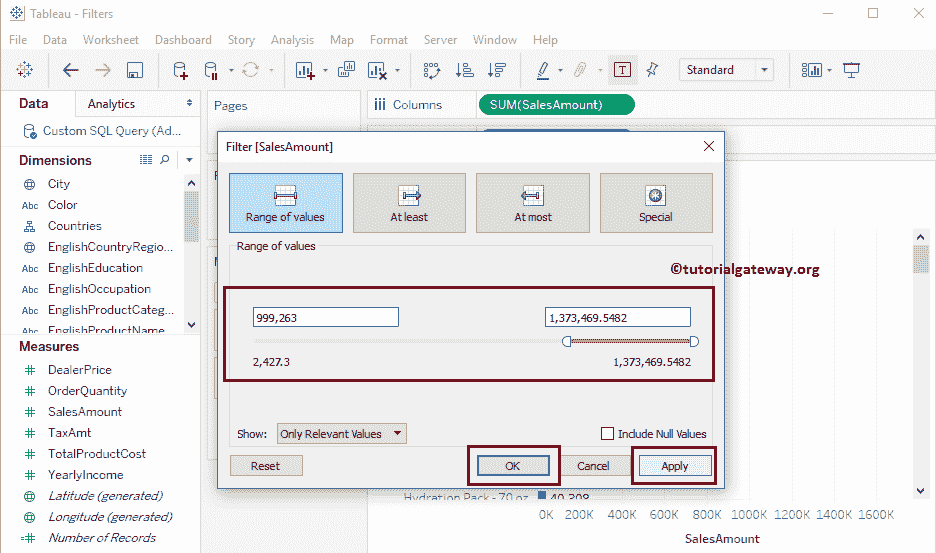 Tableau - Filters
File Data Worksheet Dashboard Story Analysis Map Format Server Window Help
Standard
Data Analytics
Pages
Columns
SUM(SalesAmount)
Custom SQL Query (Ad...
Dimensions
City
Color
Countries
EnglishCountryRegio...
EnglishEducation
EnglishOccupation
EnglishProductCateg...
EnglishProductName
Measures
DealerPrice
OrderQuantity
SalesAmount
TaxAmt
TotalProductCost
YearlyIncome
Latitude (generated)
Longitude (generated)
Number of Records
Filter [SalesAmount]
Range of values
At least
At most
Special
Range of values
©tutorialgateway.org
999,263
1,373,469.5482
2,427.3
1,373,469.5482
Show: Only Relevant Values
Include Null Values
Reset
OK
Cancel
Apply
Hydration Pack - 70 oz. 40,308
0K 200K 400K 600K 800K 1000K 1200K 1400K 1600K
SalesAmount